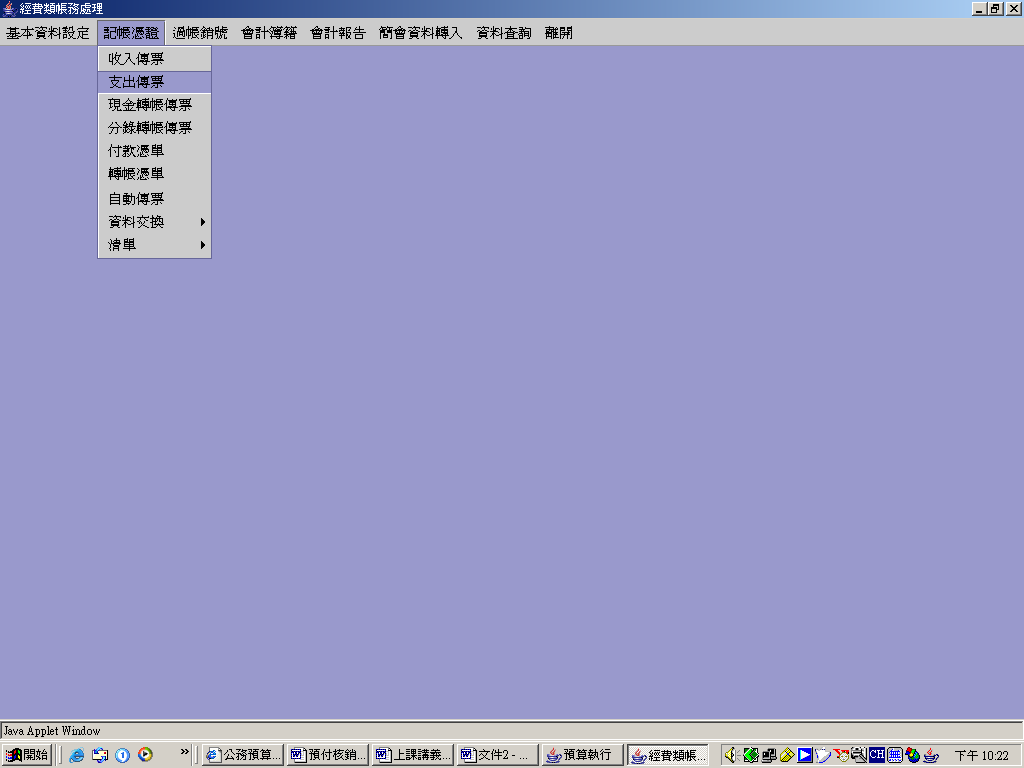 經費類帳務處理
基本資料設定 記帳憑證 過帳銷號 會計簿籍 會計報告 簡會資料轉入 資料查詢 離開
收入傳票
支出傳票
現金轉帳傳票
分錄轉帳傳票
付款憑單
轉帳憑單
自動傳票
資料交換
清單
Java Applet Window
開始 » 公務預算... 預付核銷... 上課講義... 文件2 - ... 預算執行 經費類帳... CH 下午 10:22